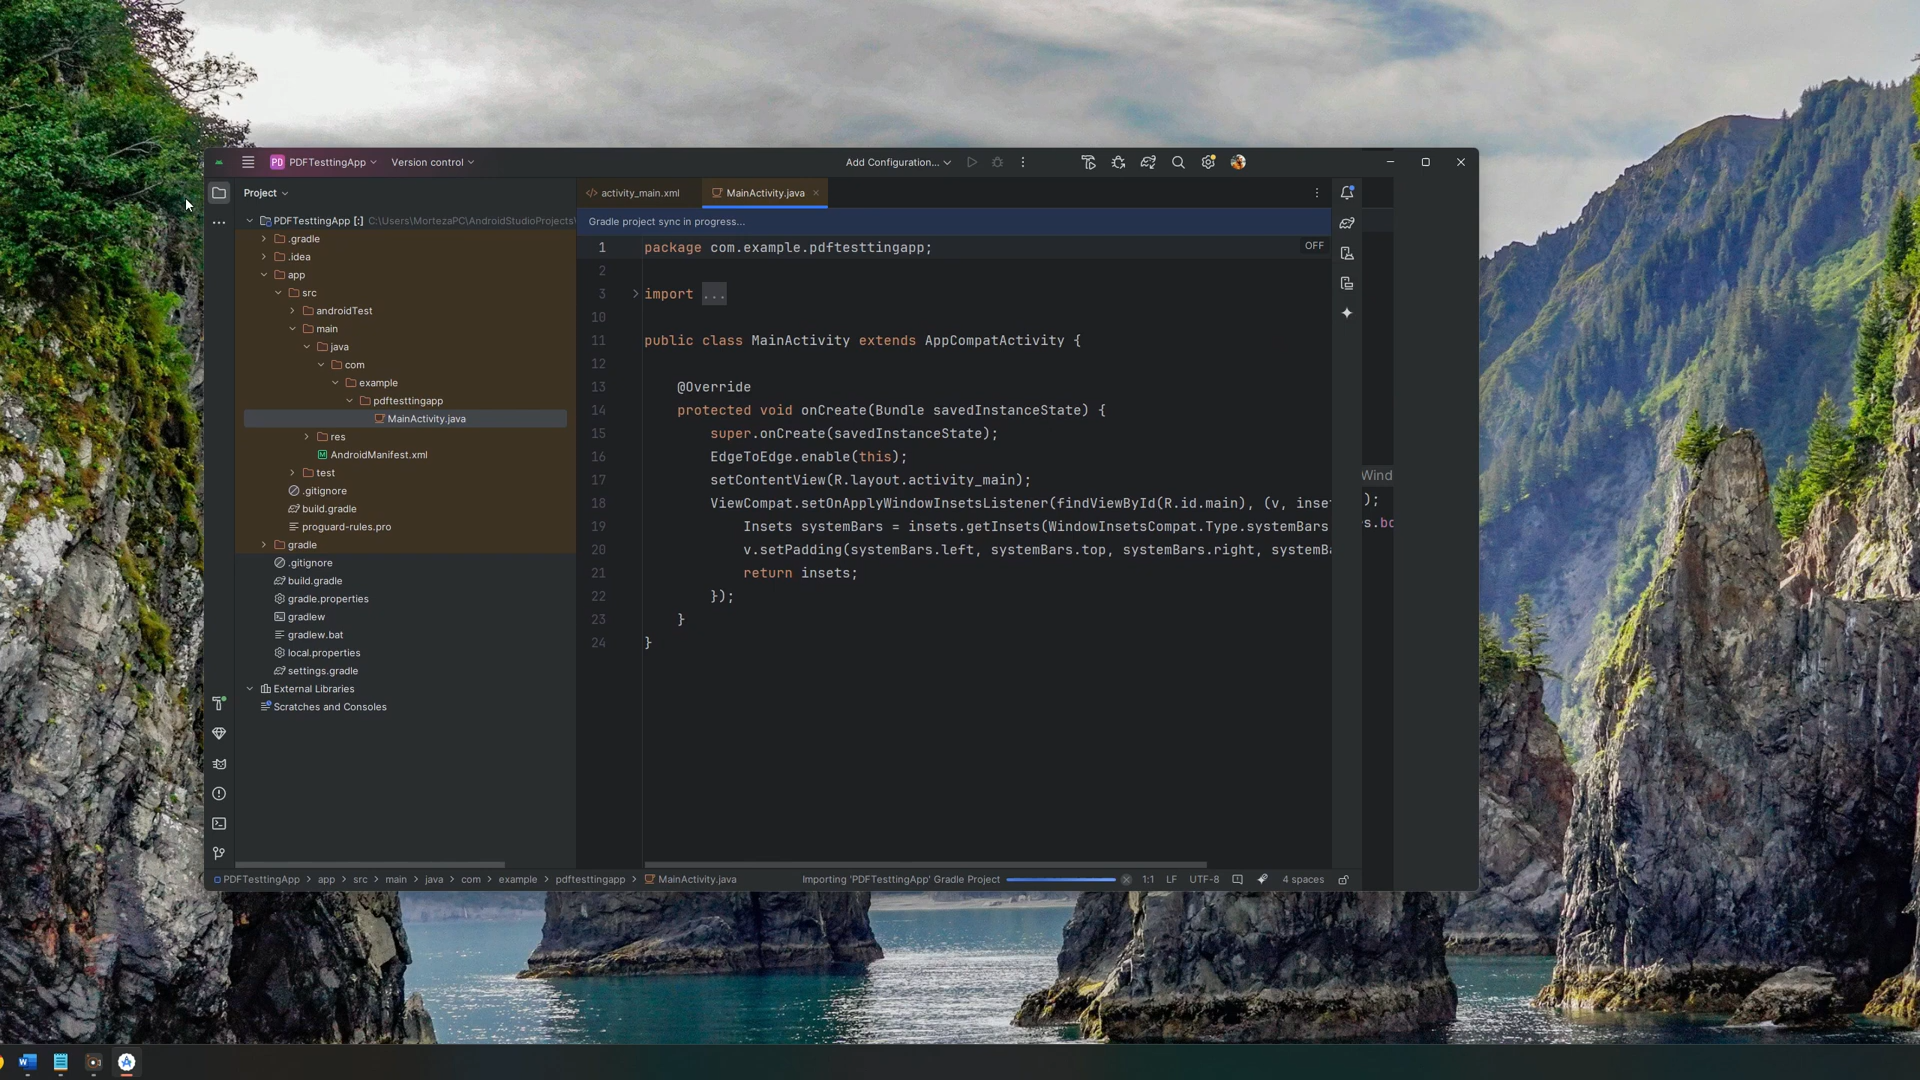 PD PDFTesttingApp
Version control
Add Configuration...
Project
activity_main.xml
MainActivity.java
PDFTesttingApp [:] C:\Users\MortezaPC\AndroidStudioProjects\
.gradle
.idea
app
src
androidTest
main
java
com
example
pdftesttingapp
MainActivity.java
res
AndroidManifest.xml
test
.gitignore
build.gradle
proguard-rules.pro
gradle
.gitignore
build.gradle
gradle.properties
gradlew
gradlew.bat
local.properties
settings.gradle
External Libraries
Scratches and Consoles
Gradle project sync in progress...
OFF
1 package com.example.pdftesttingapp;
2
3 import ...
10
11 public class MainActivity extends AppCompatActivity {
12
13 @Override
14 protected void onCreate(Bundle savedInstanceState) {
15 super.onCreate(savedInstanceState);
16 EdgeToEdge.enable(this);
17 setContentView(R.layout.activity_main);
18 ViewCompat.setOnApplyWindowInsetsListener(findViewById(R.id.main), (v, inse
19 Insets systemBars = insets.getInsets(WindowInsetsCompat.Type.systemBars
20 v.setPadding(systemBars.left, systemBars.top, systemBars.right, systemBa
21 return insets;
22 });
23 }
24 }
Wind
);
s.bo
PDFTesttingApp > app > src > main > java > com > example > pdftesttingapp > MainActivity.java
Importing 'PDFTesttingApp' Gradle Project
1:1 LF UTF-8 4 spaces